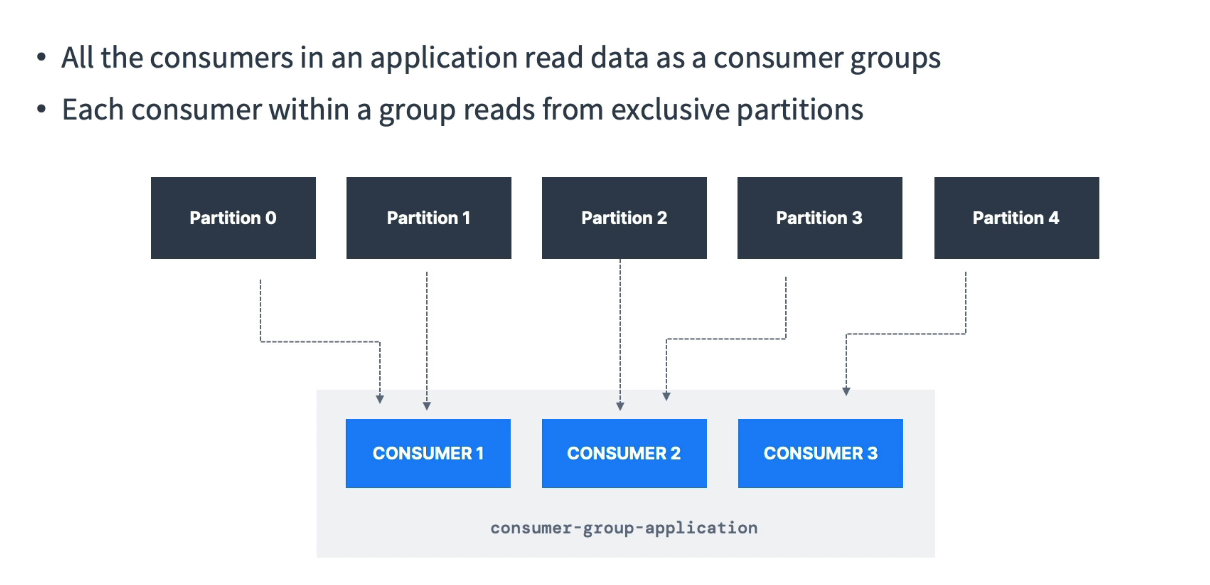 • All the consumers in an application read data as a consumer groups
• Each consumer within a group reads from exclusive partitions
Partition 0
Partition 1
Partition 2
Partition 3
Partition 4
CONSUMER 1
CONSUMER 2
CONSUMER 3
consumer-group-application